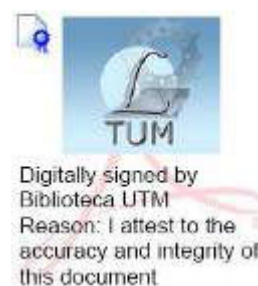 TUM
Digitally signed by
Biblioteca UTM
Reason: I attest to the
accuracy and integrity of
this document